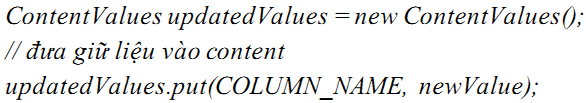 ContentValues updatedValues = new ContentValues();
// đưa giữ liệu vào content
updatedValues.put(COLUMN_NAME, newValue);